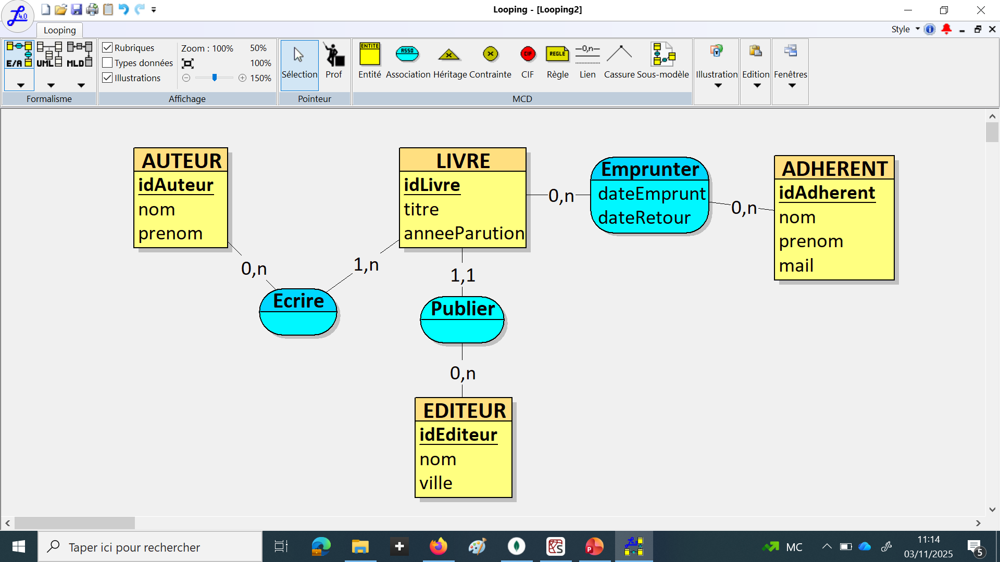 Looping - [Looping2]
4.0
Looping
Style
E/A UML MLD
Formalisme
Rubriques
Types données
Illustrations
Zoom : 100%
50%
100%
150%
Affichage
Sélection
Prof
Pointeur
ENTITE
ASSO
CIF
REGLE
0,n
Entité Association Héritage Contrainte CIF Règle Lien Cassure Sous-modèle
MCD
Illustration
Edition
Fenêtres
AUTEUR
idAuteur
nom
prenom
LIVRE
idLivre
titre
anneeParution
0,n
Emprunter
dateEmprunt
dateRetour
0,n
ADHERENT
idAdherent
nom
prenom
mail
0,n
1,n
1,1
Ecrire
Publier
0,n
EDITEUR
idEditeur
nom
ville
Taper ici pour rechercher
MC
11:14
03/11/2025
5